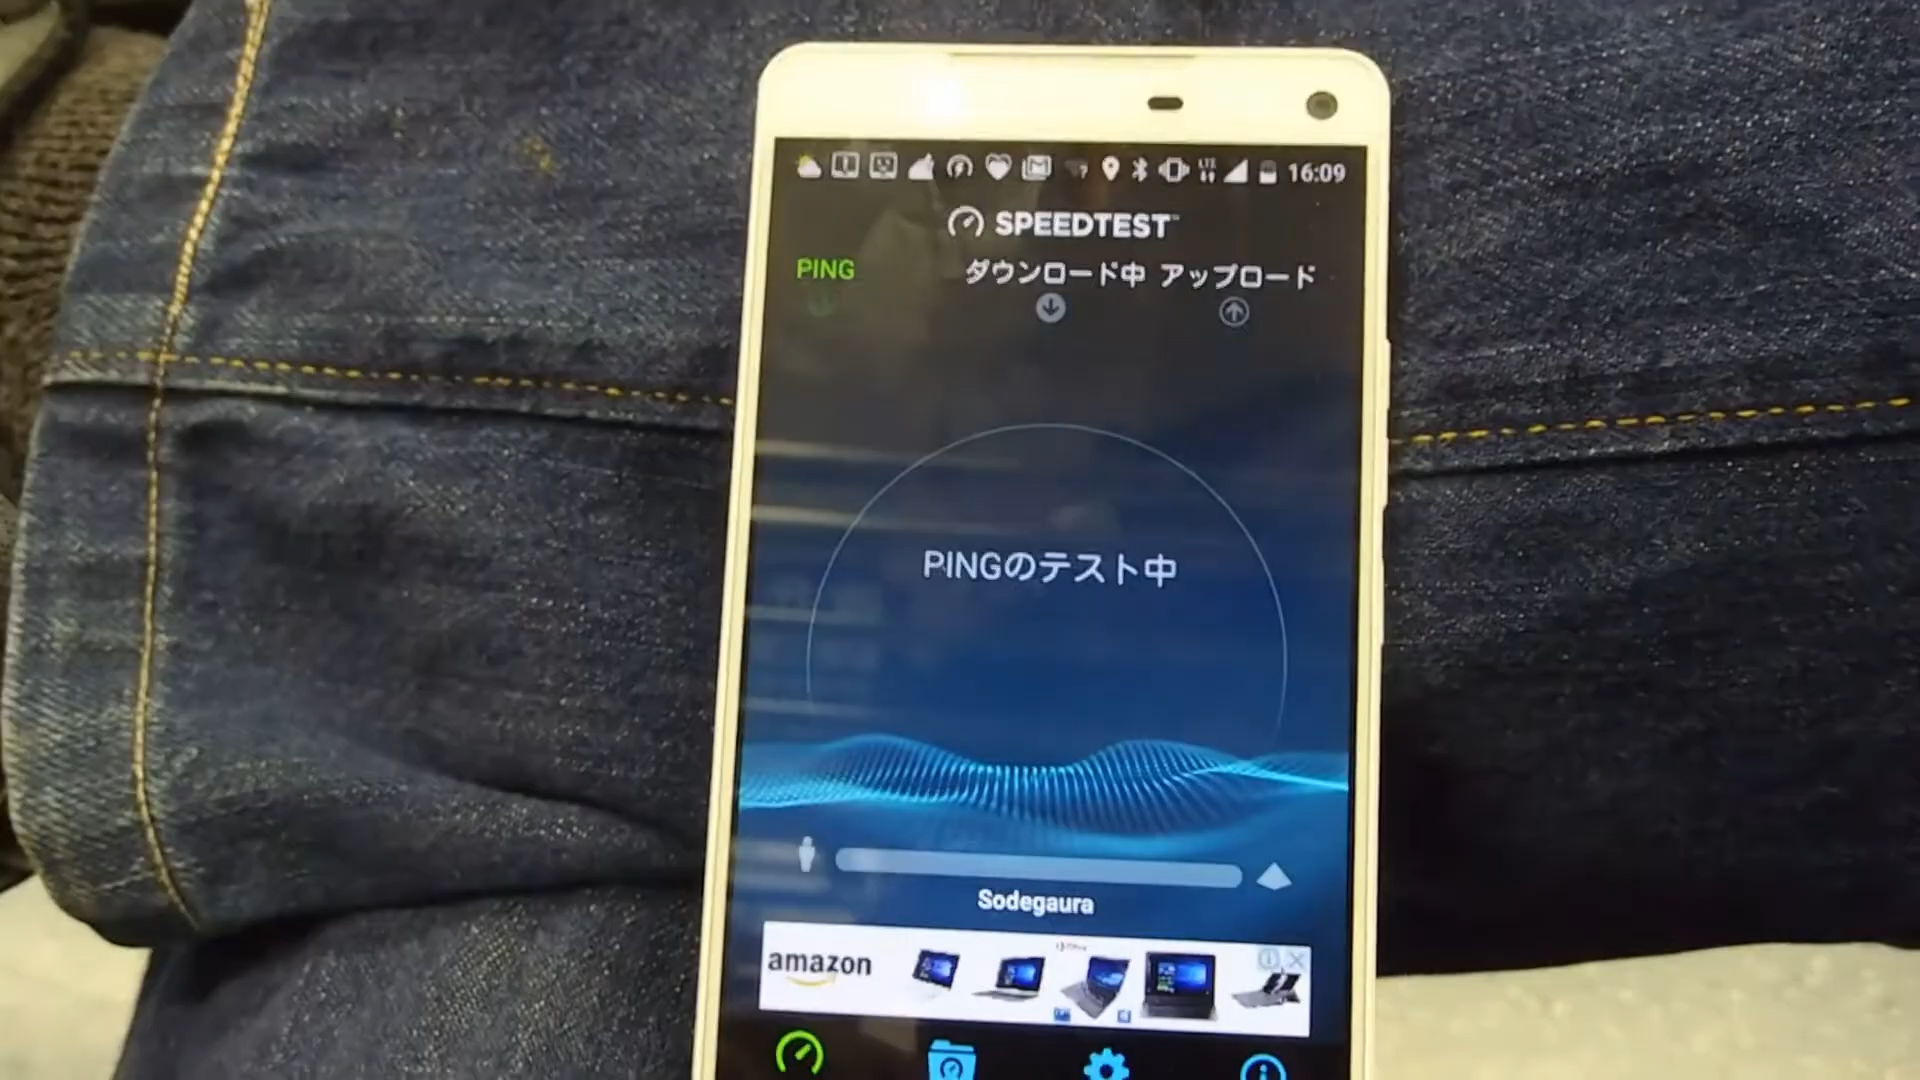 LTE 16:09
SPEEDTEST
PING ダウンロード中 アップロード
PINGのテスト中
Sodegaura
amazon